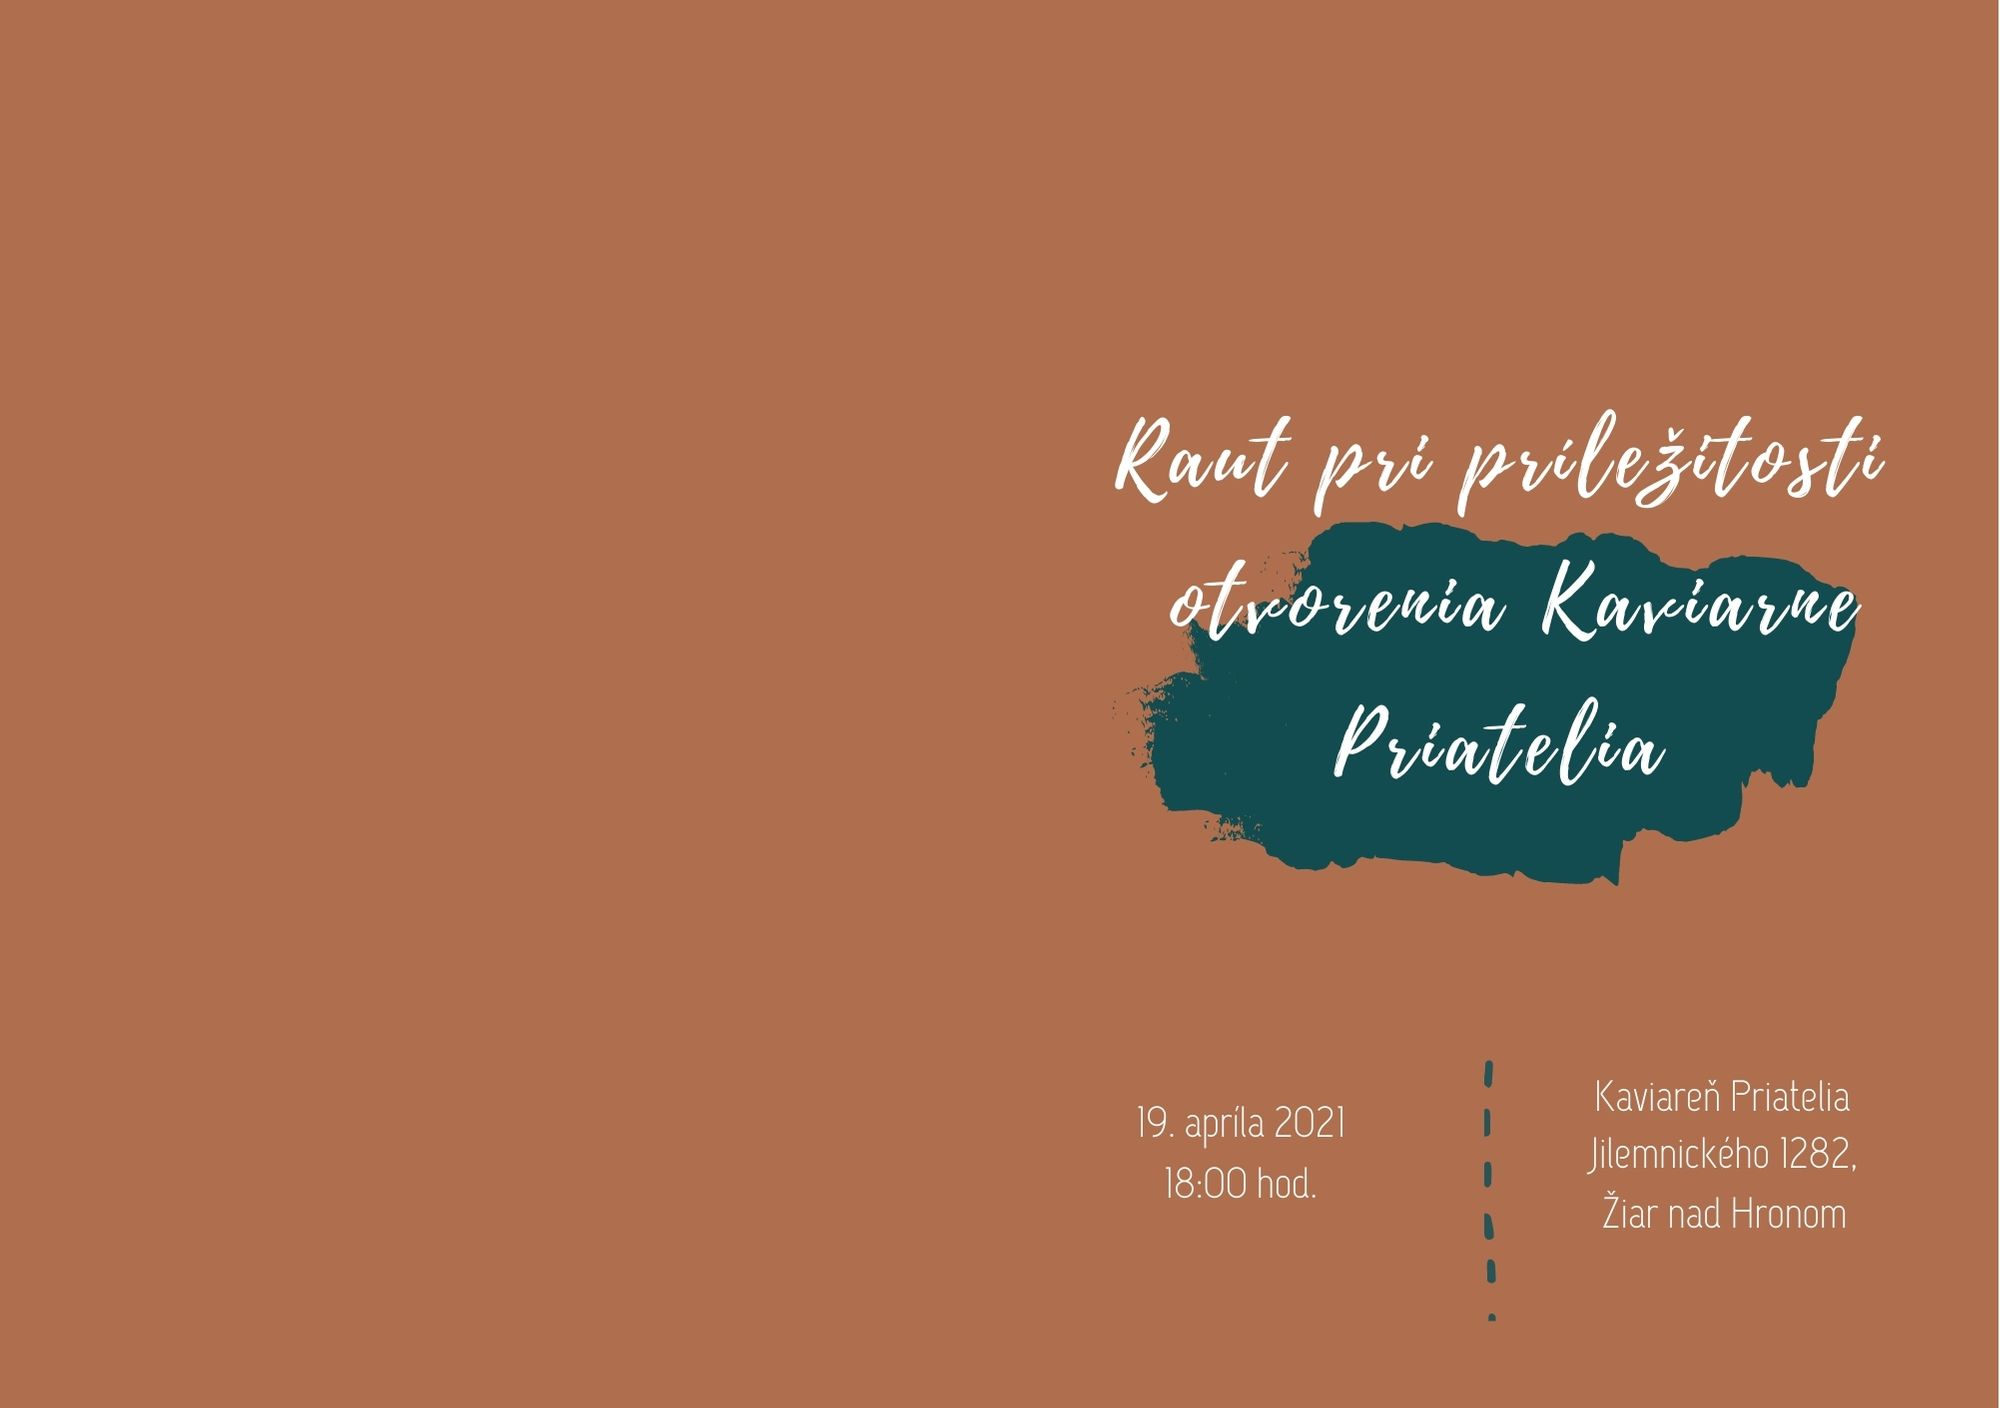 Raut pri príležitosti
otvorenia Kaviarne
Priatelia
19. apríla 2021
18:00 hod.
Kaviareň Priatelia
Jilemnického 1282,
Žiar nad Hronom